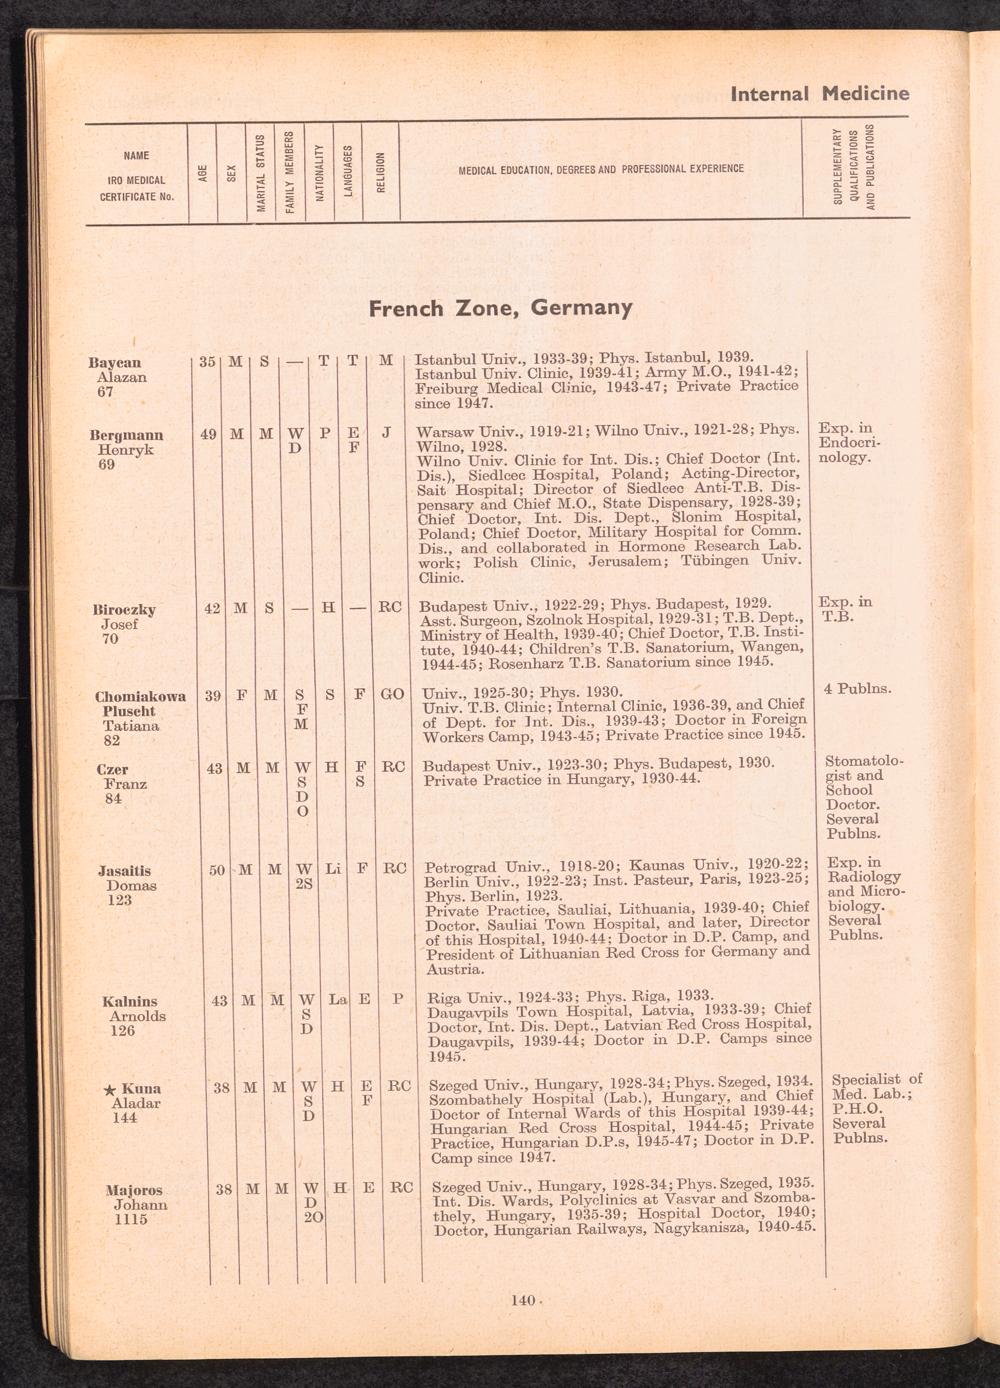 Internal Medicine
NAME
IRO MEDICAL
CERTIFICATE No.
AGE
SEX
MARITAL STATUS
FAMILY MEMBERS
NATIONALITY
LANGUAGES
RELIGION
MEDICAL EDUCATION, DEGREES AND PROFESSIONAL EXPERIENCE
SUPPLEMENTARY
QUALIFICATIONS
AND PUBLICATIONS
French Zone, Germany
Baycan 35 M S — T T M Istanbul Univ., 1933-39; Phys. Istanbul, 1939.
Alazan Istanbul Univ. Clinic, 1939-41; Army M.O., 1941-42;
67 Freiburg Medical Clinic, 1943-47; Private Practice
since 1947.
Bergmann 49 M M W P E J Warsaw Univ., 1919-21; Wilno Univ., 1921-28; Phys. Exp. in
Henryk D F Wilno, 1928. Endocri-
69 Wilno Univ. Clinic for Int. Dis.; Chief Doctor (Int. nology.
Dis.), Siedlcec Hospital, Poland; Acting-Director,
Sait Hospital; Director of Siedlcec Anti-T.B. Dis-
pensary and Chief M.O., State Dispensary, 1928-39;
Chief Doctor, Int. Dis. Dept., Slonim Hospital,
Poland; Chief Doctor, Military Hospital for Comm.
Dis., and collaborated in Hormone Research Lab.
work; Polish Clinic, Jerusalem; Tübingen Univ.
Clinic.
Biroczky 42 M S — H — RC Budapest Univ., 1922-29; Phys. Budapest, 1929. Exp. in
Josef Asst. Surgeon, Szolnok Hospital, 1929-31; T.B. Dept., T.B.
70 Ministry of Health, 1939-40; Chief Doctor, T.B. Insti-
tute, 1940-44; Children's T.B. Sanatorium, Wangen,
1944-45; Rosenharz T.B. Sanatorium since 1945.
Chomiakowa 39 F M S S F GO Univ., 1925-30; Phys. 1930. 4 Publns.
Pluscht F Univ. T.B. Clinic; Internal Clinic, 1936-39, and Chief
Tatiana M of Dept. for Int. Dis., 1939-43; Doctor in Foreign
82 Workers Camp, 1943-45; Private Practice since 1945.
Czer 43 M M W H F RC Budapest Univ., 1923-30; Phys. Budapest, 1930. Stomatolo-
Franz S S Private Practice in Hungary, 1930-44. gist and
84 D School
O Doctor.
Several
Publns.
Jasaitis 50 M M W Li F RC Petrograd Univ., 1918-20; Kaunas Univ., 1920-22; Exp. in
Domas 2S Berlin Univ., 1922-23; Inst. Pasteur, Paris, 1923-25; Radiology
123 Phys. Berlin, 1923. and Micro-
Private Practice, Sauliai, Lithuania, 1939-40; Chief biology.
Doctor, Sauliai Town Hospital, and later, Director Several
of this Hospital, 1940-44; Doctor in D.P. Camp, and Publns.
President of Lithuanian Red Cross for Germany and
Austria.
Kalnins 43 M M W La E P Riga Univ., 1924-33; Phys. Riga, 1933.
Arnolds S Daugavpils Town Hospital, Latvia, 1933-39; Chief
126 D Doctor, Int. Dis. Dept., Latvian Red Cross Hospital,
Daugavpils, 1939-44; Doctor in D.P. Camps since
1945.
★ Kuna 38 M M W H E RC Szeged Univ., Hungary, 1928-34; Phys. Szeged, 1934. Specialist of
Aladar S F Szombathely Hospital (Lab.), Hungary, and Chief Med. Lab.;
144 D Doctor of Internal Wards of this Hospital 1939-44; P.H.O.
Hungarian Red Cross Hospital, 1944-45; Private Several
Practice, Hungarian D.P.s, 1945-47; Doctor in D.P. Publns.
Camp since 1947.
Majoros 38 M M W H E RC Szeged Univ., Hungary, 1928-34; Phys. Szeged, 1935.
Johann D Int. Dis. Wards, Polyclinics at Vasvar and Szomba-
1115 2O thely, Hungary, 1935-39; Hospital Doctor, 1940;
Doctor, Hungarian Railways, Nagykanisza, 1940-45.
140